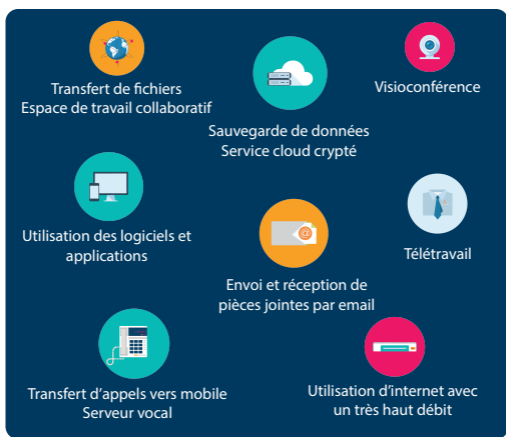 Transfert de fichiers
Espace de travail collaboratif
Visioconférence
Sauvegarde de données
Service cloud crypté
Utilisation des logiciels et
applications
Télétravail
Envoi et réception de
pièces jointes par email
Transfert d'appels vers mobile
Serveur vocal
Utilisation d'internet avec
un très haut débit